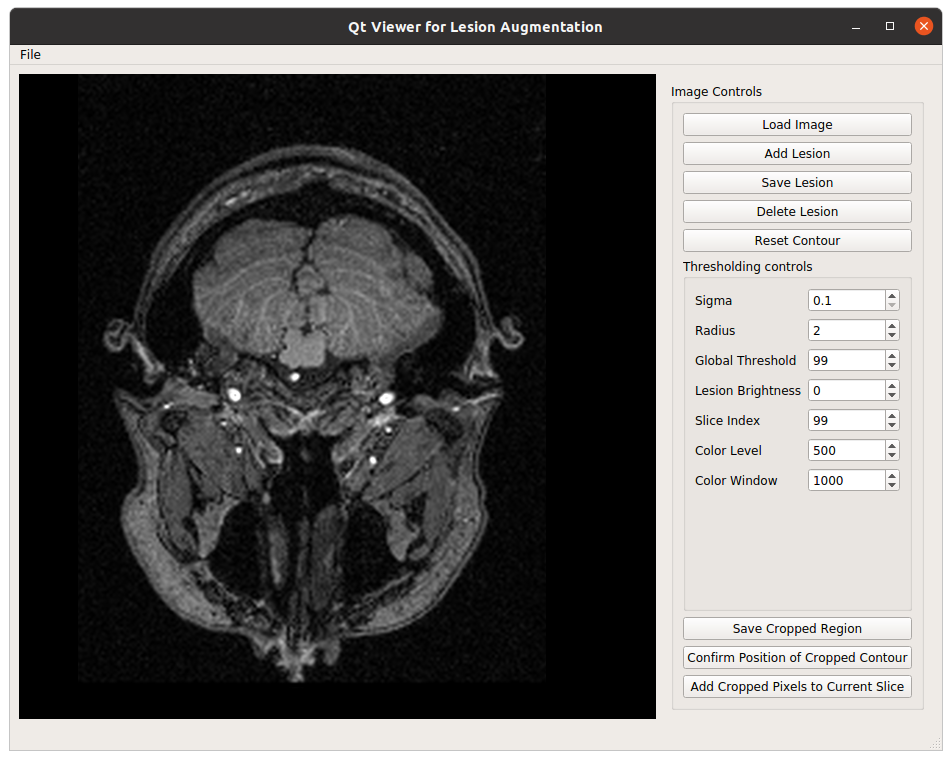 Qt Viewer for Lesion Augmentation
File
Image Controls
Load Image
Add Lesion
Save Lesion
Delete Lesion
Reset Contour
Thresholding controls
Sigma 0.1
Radius 2
Global Threshold 99
Lesion Brightness 0
Slice Index 99
Color Level 500
Color Window 1000
Save Cropped Region
Confirm Position of Cropped Contour
Add Cropped Pixels to Current Slice